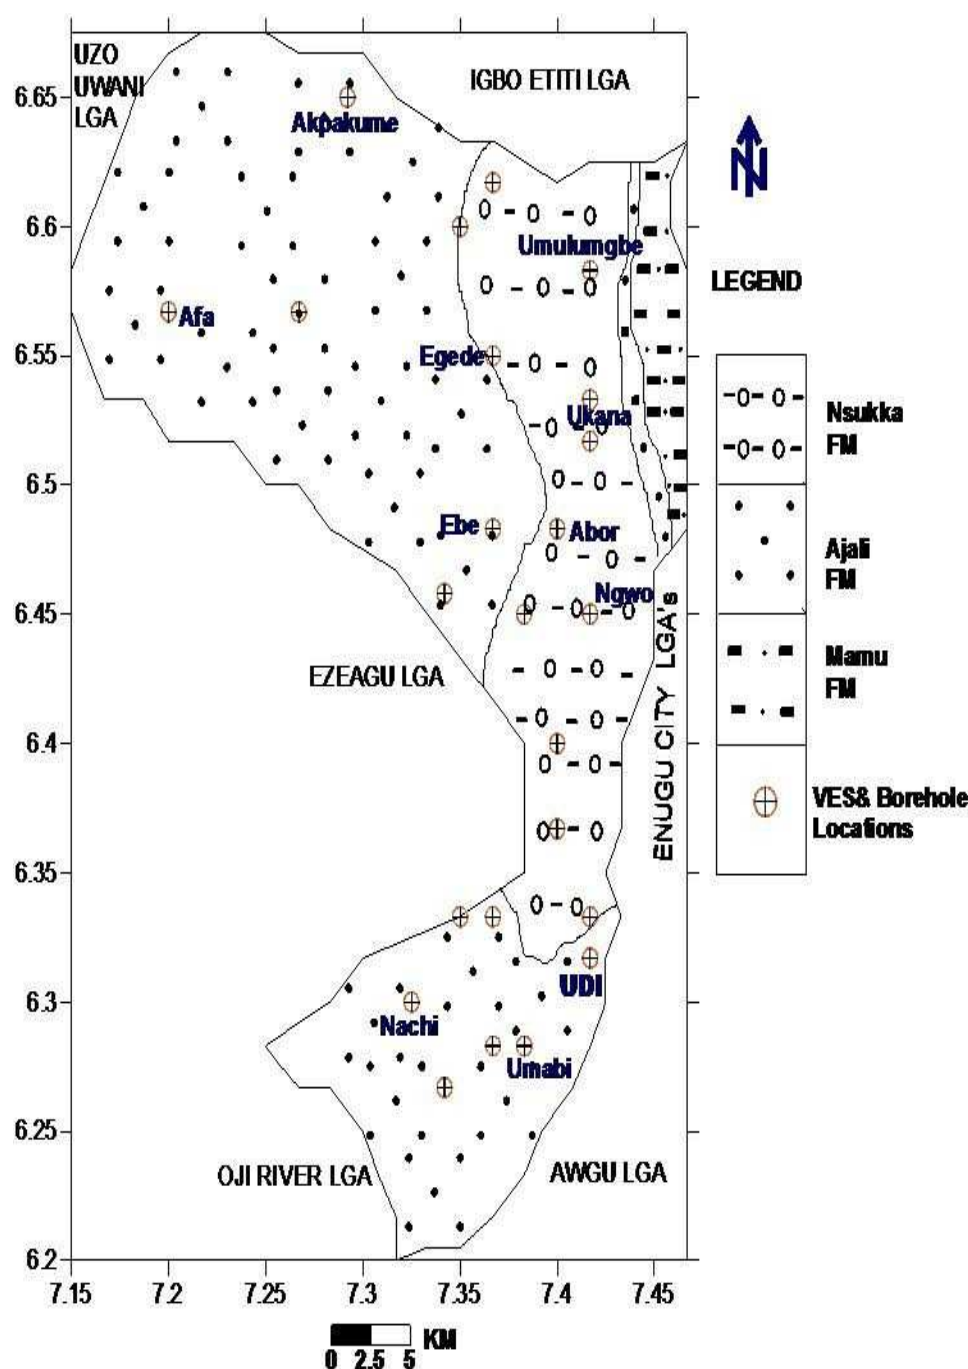 UZO
UWANI
LGA
IGBO ETITI LGA
6.65
Akpakume
N
6.6
Umulumgbe
LEGEND
Afa
6.55
Egede
Nsukka
FM
Ukana
6.5
Ebe
Abor
Ajali
FM
Ngwo
6.45
EZEAGU LGA
ENUGU CITY LGA's
Mamu
FM
6.4
VES& Borehole
Locations
6.35
UDI
6.3
Nachi
Umabi
6.25
OJI RIVER LGA
AWGU LGA
6.2
7.15 7.2 7.25 7.3 7.35 7.4 7.45
KM
0 2.5 5